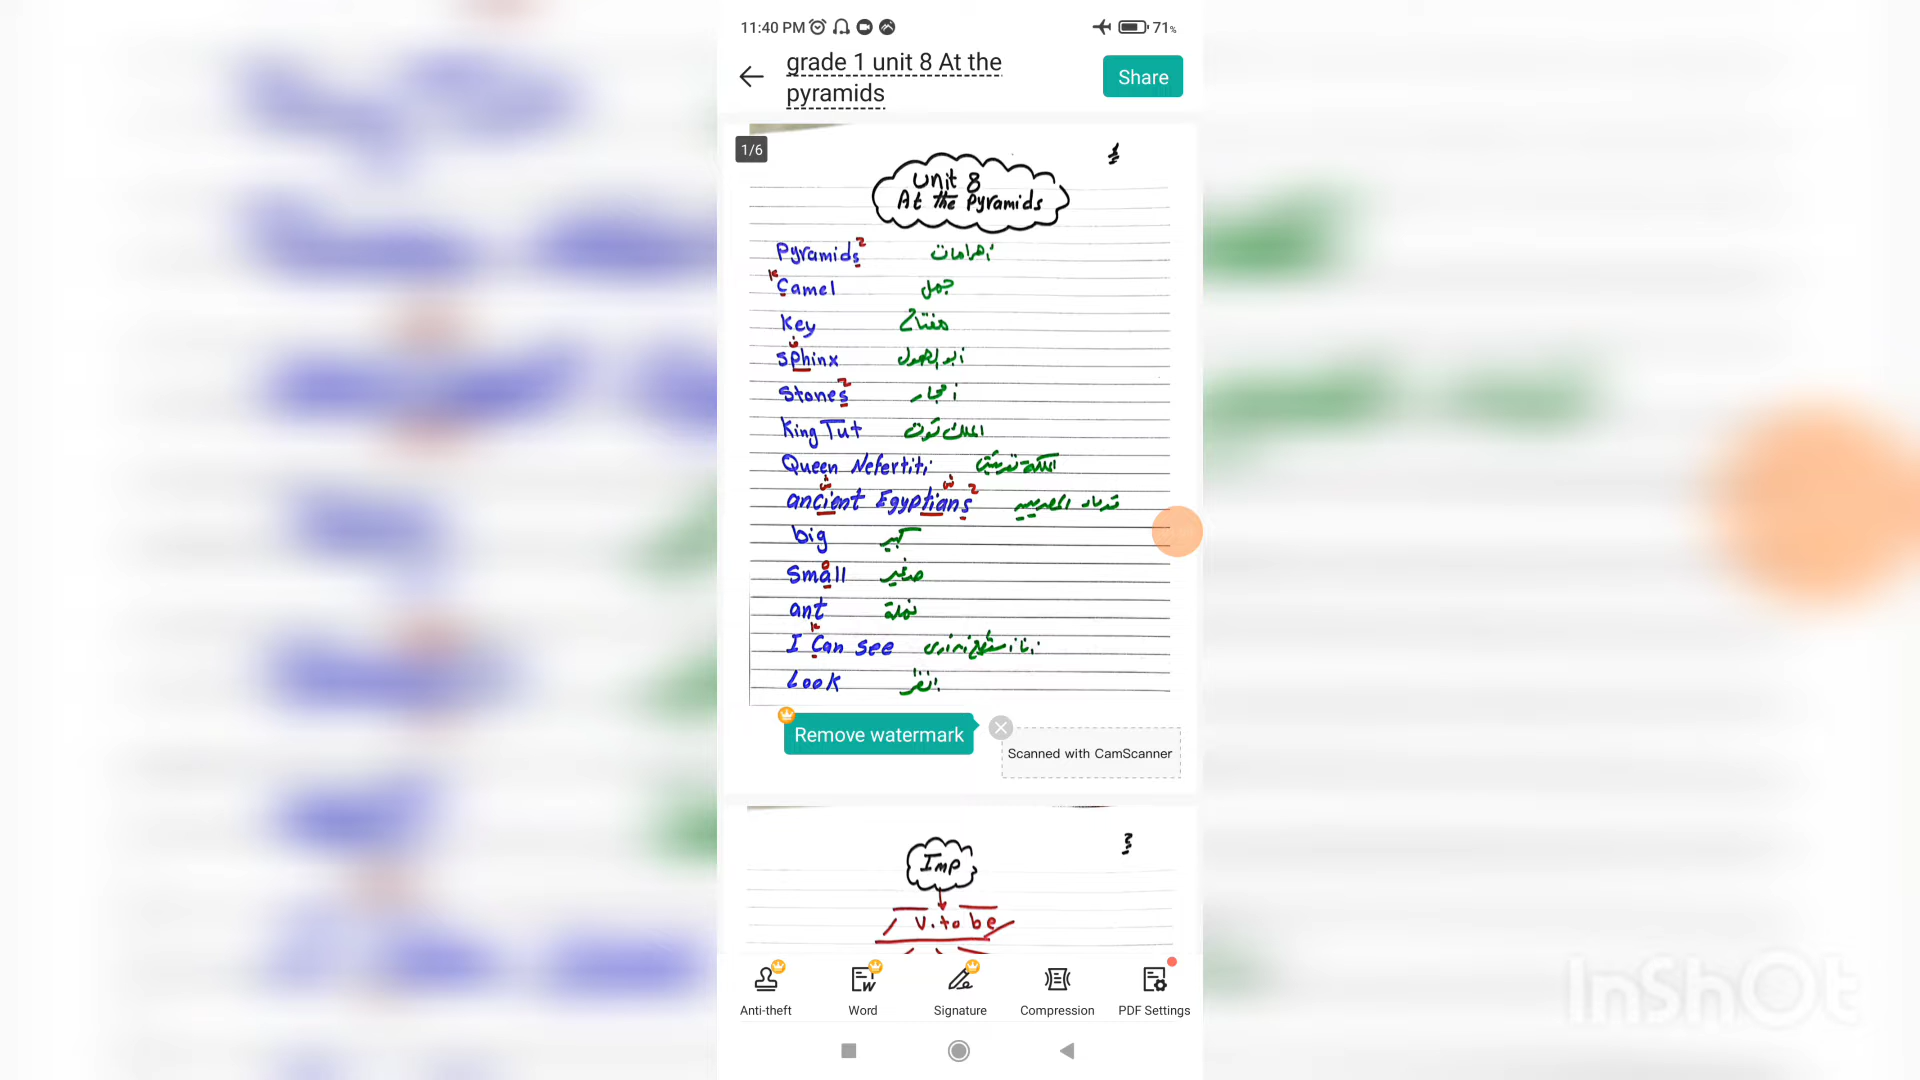 11:40 PM 71%
grade 1 unit 8 At the
pyramids
Share
1/6
Unit 8
At the Pyramids
Pyramids أهرامات
Camel جمل
Key مفتاح
Sphinx أبو الهول
Stones أحجار
King Tut الملك توت
Queen Nefertiti
ancient Egyptians قدماء المصريين
big كبير
Small صغير
ant نملة
I Can see أنا أستطيع أن أرى
Look انظر
Remove watermark
Scanned with CamScanner
Imp
V. to be
Anti-theft Word Signature Compression PDF Settings
InShOt